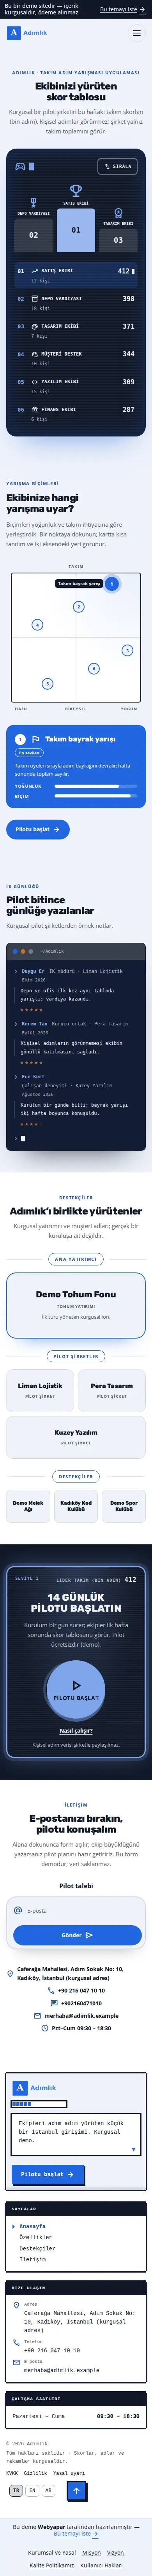 Bu bir demo sitedir — içerik kurgusaldır, ödeme alınmaz
Bu temayı iste →
A Adımlık
ADIMLIK · TAKIM ADIM YARIŞMASI UYGULAMASI
Ekibinizi yürüten
skor tablosu
Kurgusal bir pilot şirketin bu haftaki skorbordu
(bin adım). Kişisel adımlar görünmez; şirket yalnız
takım toplamını görür.
SIRALA
SATIŞ EKİBİ
DEPO VARDİYASI
TASARIM EKİBİ
01
02
03
01 SATIŞ EKİBİ 412
12 kişi
02 DEPO VARDİYASI 398
18 kişi
03 TASARIM EKİBİ 371
7 kişi
04 MÜŞTERİ DESTEK 344
05 YAZILIM EKİBİ 309
15 kişi
06 FİNANS EKİBİ 287
6 kişi
YARIŞMA BİÇİMLERİ
Ekibinize hangi
yarışma uyar?
Biçimleri yoğunluk ve takım ihtiyacına göre
yerleştirdik. Bir noktaya dokunun; kartta kısa
tanıtım ve iki eksendeki yeri görünür.
TAKIM
Takım bayrak yarışı
1
2
4
3
6
5
HAFİF
BİREYSEL
YOĞUN
1 Takım bayrak yarışı
En sevilen
Takım üyeleri sırayla adım bayrağını devralır; hafta
sonunda toplam sayılır.
YOĞUNLUK
BİÇİM
Pilotu başlat →
İK GÜNLÜĞÜ
Pilot bitince
günlüğe yazılanlar
Kurgusal pilot şirketlerden örnek notlar.
~/adımlık
Duygu Er İK müdürü · Liman Lojistik
Ekim 2026
Depo ve ofis ilk kez aynı tabloda
yarıştı; vardiya kazandı.
Kerem Tan Kurucu ortak · Pera Tasarım
Eylül 2026
Kişisel adımların görünmemesi ekibin
gönüllü katılmasını sağladı.
Ece Kurt
Çalışan deneyimi · Kuzey Yazılım
Ağustos 2026
Kurulum bir günde bitti; bayrak yarışı
iki hafta boyunca konuşuldu.
DESTEKÇİLER
Adımlık’ı birlikte yürütenler
Kurgusal yatırımcı ve müşteri adları; gerçek bir
kuruluşa ait değildir.
ANA YATIRIMCI
Demo Tohum Fonu
TOHUM YATIRIMI
İlk turu yöneten kurgusal fon.
PİLOT ŞİRKETLER
Liman Lojistik
PİLOT ŞİRKET
Pera Tasarım
PİLOT ŞİRKET
Kuzey Yazılım
PİLOT ŞİRKET
DESTEKÇİLER
Demo Melek
Ağı
Kadıköy Kod
Kulübü
Demo Spor
Kulübü
SEVİYE 1
LİDER TAKIM (BİN ADIM) 412
14 GÜNLÜK
PİLOTU BAŞLATIN
Kurulum bir gün sürer; ekipler ilk hafta
sonunda skor tablosunu görür. Pilot
ücretsizdir (demo).
PİLOTU BAŞLAT
Nasıl çalışır?
Kişisel adım verisi şirketle paylaşılmaz.
İLETİŞİM
E-postanızı bırakın,
pilotu konuşalım
Alana dokununca form açılır; ekip büyüklüğünü
yazarsanız pilot planını hazır getiririz. Form bu
demodur; veri saklanmaz.
Pilot talebi
E-posta
Gönder
Caferağa Mahallesi, Adım Sokak No: 10,
Kadıköy, İstanbul (kurgusal adres)
+90 216 047 10 10
+902160471010
merhaba@adimlik.example
Pzt–Cum 09:30 – 18:30
A Adımlık
Ekipleri adım adım yürüten küçük
bir İstanbul girişimi. Kurgusal
demo.
Pilotu başlat →
SAYFALAR
Anasayfa
Özellikler
Destekçiler
İletişim
BİZE ULAŞIN
Adres
Caferağa Mahallesi, Adım Sokak No:
10, Kadıköy, İstanbul (kurgusal
adres)
Telefon
+90 216 047 10 10
E-posta
merhaba@adimlik.example
ÇALIŞMA SAATLERİ
Pazartesi – Cuma 09:30 – 18:30
© 2026 Adımlık
Tüm hakları saklıdır · Skorlar, adlar ve
rakamlar kurgusaldır.
KVKK Gizlilik Yasal uyarı
TR EN AR
Bu demo Webyapar tarafından hazırlanmıştır —
Bu temayı iste →
Kurumsal ve Yasal Misyon Vizyon
Kalite Politikamız Kullanıcı Hakları